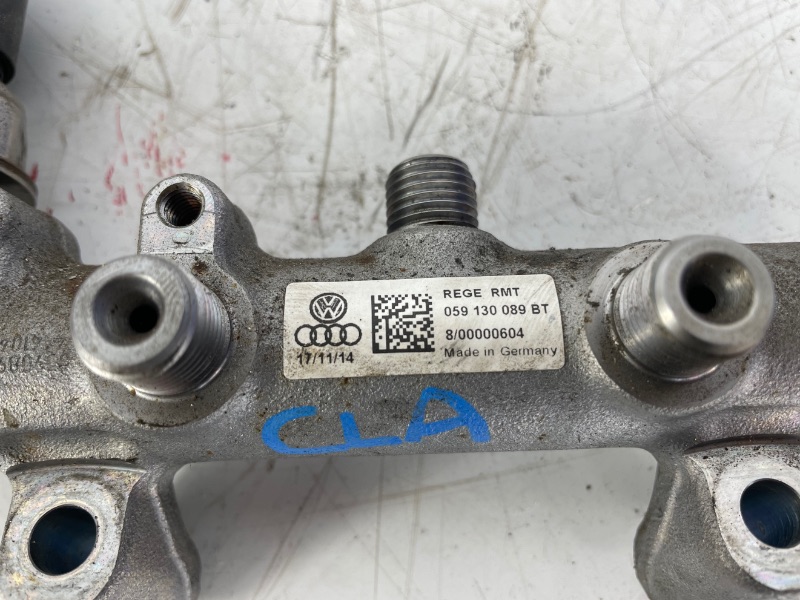 REGE RMT
059 130 089 BT
8/00000604
Made in Germany
17/11/14
CLA